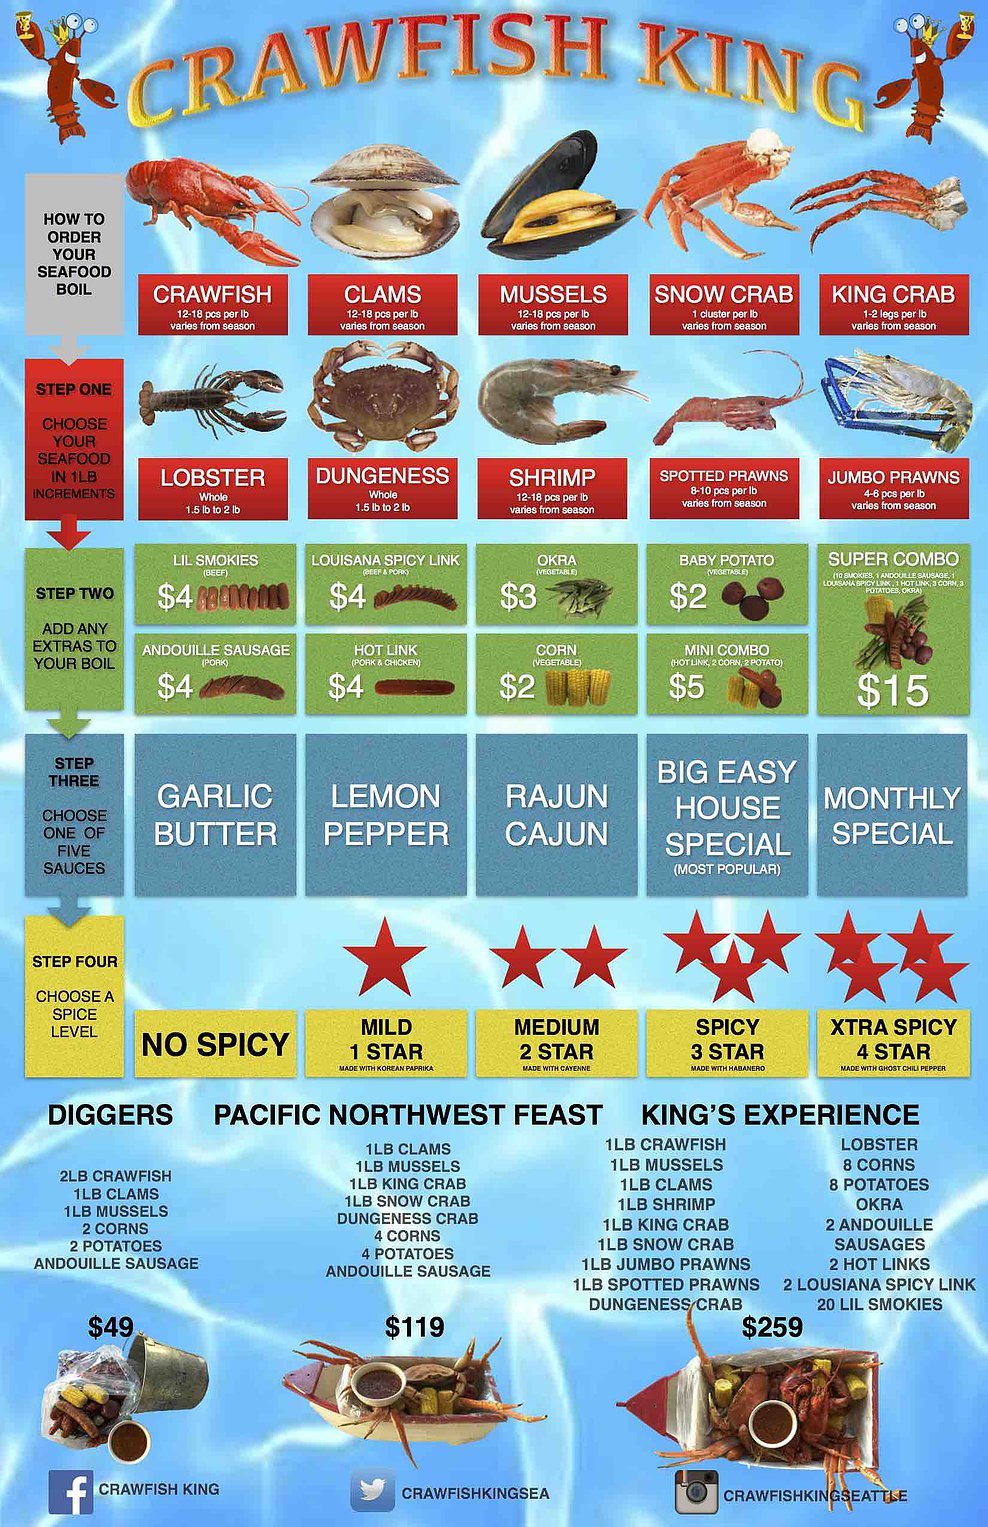 CRAWFISH KING
HOW TO
ORDER
YOUR
SEAFOOD
BOIL
CRAWFISH
12-18 pcs per lb
varies from season
CLAMS
12-18 pcs per lb
varies from season
MUSSELS
12-18 pcs per lb
varies from season
SNOW CRAB
1 cluster per lb
varies from season
KING CRAB
1-2 legs per lb
varies from season
STEP ONE
CHOOSE
YOUR
SEAFOOD
IN 1LB
INCREMENTS
LOBSTER
Whole
1.5 lb to 2 lb
DUNGENESS
Whole
1.5 lb to 2 lb
SHRIMP
12-18 pcs per lb
varies from season
SPOTTED PRAWNS
8-10 pcs per lb
varies from season
JUMBO PRAWNS
4-6 pcs per lb
varies from season
STEP TWO
ADD ANY
EXTRAS TO
YOUR BOIL
LIL SMOKIES
(BEEF)
$4
LOUISANA SPICY LINK
(BEEF & PORK)
$4
OKRA
(VEGETABLE)
$3
BABY POTATO
(VEGETABLE)
$2
SUPER COMBO
(10 SMOKIES, 1 ANDOUILLE SAUSAGE, 1
LOUISANA SPICY LINK, 1 HOT LINK, 3 CORN, 3
POTATOES, OKRA)
$15
ANDOUILLE SAUSAGE
(PORK)
$4
HOT LINK
(PORK & CHICKEN)
$4
CORN
(VEGETABLE)
$2
MINI COMBO
(HOT LINK, 2 CORN, 2 POTATO)
$5
STEP
THREE
CHOOSE
ONE OF
FIVE
SAUCES
GARLIC
BUTTER
LEMON
PEPPER
RAJUN
CAJUN
BIG EASY
HOUSE
SPECIAL
(MOST POPULAR)
MONTHLY
SPECIAL
STEP FOUR
CHOOSE A
SPICE
LEVEL
NO SPICY
MILD
1 STAR
MADE WITH KOREAN PAPRIKA
MEDIUM
2 STAR
MADE WITH CAYENNE
SPICY
3 STAR
MADE WITH HABANERO
XTRA SPICY
4 STAR
MADE WITH GHOST CHILI PEPPER
DIGGERS
2LB CRAWFISH
1LB CLAMS
1LB MUSSELS
2 CORNS
2 POTATOES
ANDOUILLE SAUSAGE
$49
PACIFIC NORTHWEST FEAST
1LB CLAMS
1LB MUSSELS
1LB KING CRAB
1LB SNOW CRAB
DUNGENESS CRAB
4 CORNS
4 POTATOES
ANDOUILLE SAUSAGE
$119
KING'S EXPERIENCE
1LB CRAWFISH
1LB MUSSELS
1LB CLAMS
1LB SHRIMP
1LB KING CRAB
1LB SNOW CRAB
1LB JUMBO PRAWNS
1LB SPOTTED PRAWNS
DUNGENESS CRAB
LOBSTER
8 CORNS
8 POTATOES
OKRA
2 ANDOUILLE
SAUSAGES
2 HOT LINKS
2 LOUSIANA SPICY LINK
20 LIL SMOKIES
$259
CRAWFISH KING
CRAWFISHKINGSEA
CRAWFISHKINGSEATTLE